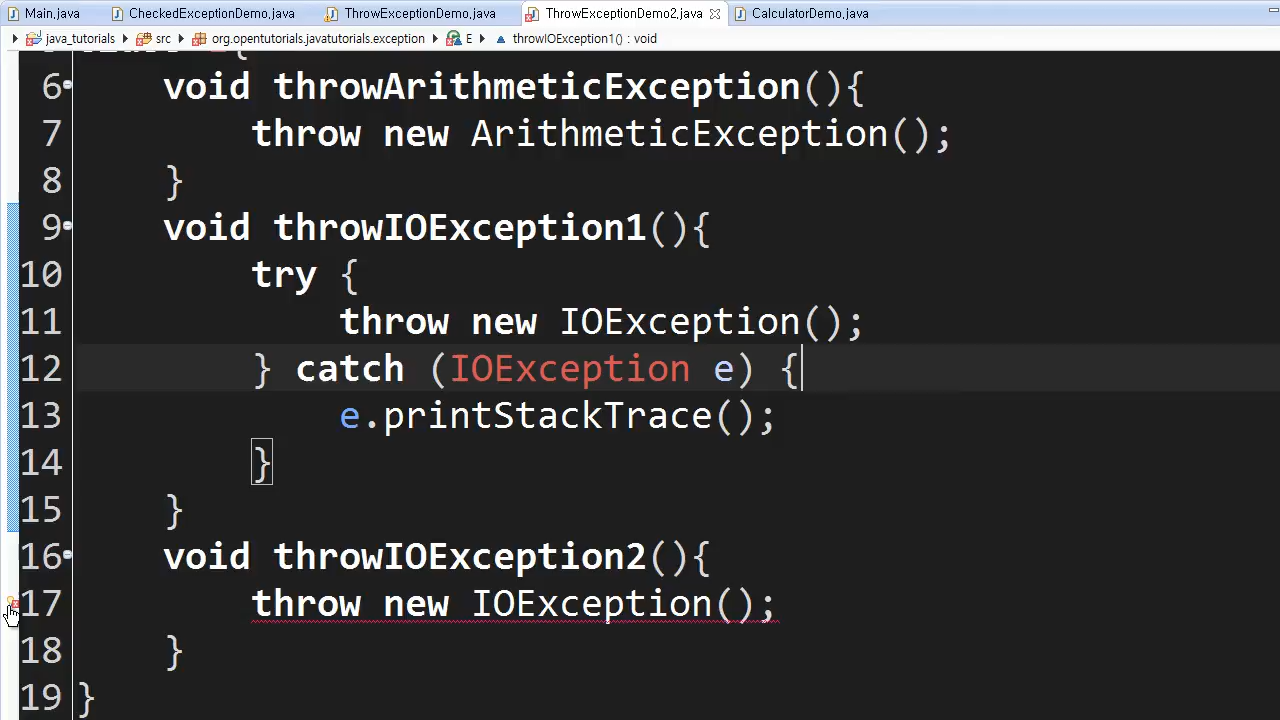 Main.java CheckedExceptionDemo.java ThrowExceptionDemo.java ThrowExceptionDemo2.java CalculatorDemo.java
java_tutorials src org.opentutorials.javatutorials.exception E throwIOException1() : void
{
6 void throwArithmeticException(){
7 throw new ArithmeticException();
8 }
9 void throwIOException1(){
10 try {
11 throw new IOException();
12 } catch (IOException e) {
13 e.printStackTrace();
14 }
15 }
16 void throwIOException2(){
17 throw new IOException();
18 }
19 }